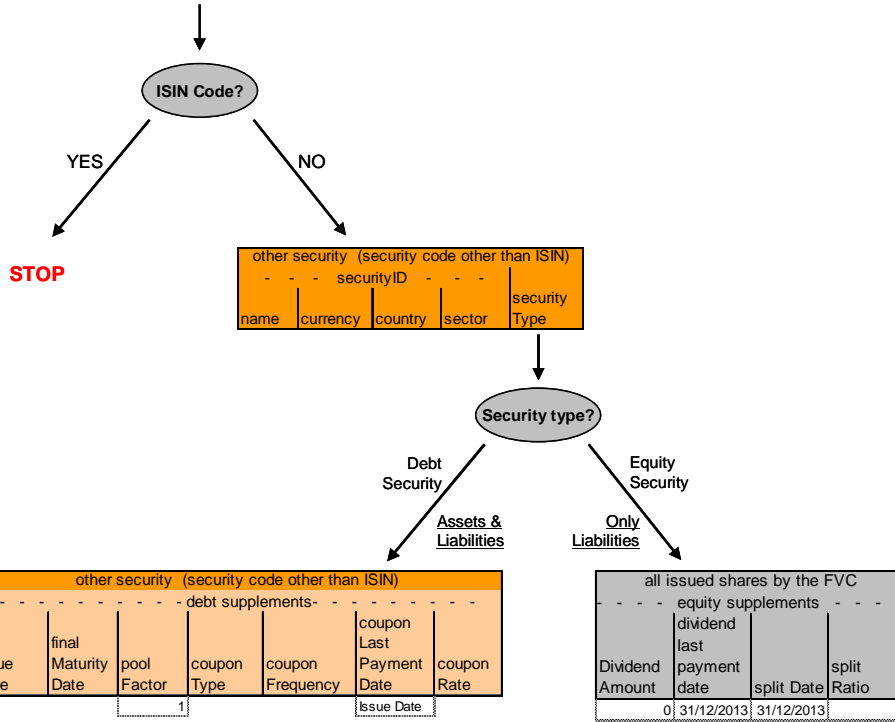 ISIN Code?
YES
NO
STOP
other security (security code other than ISIN)
- - - securityID - - -
security
name currency country sector Type
Security type?
Debt
Security
Equity
Security
Assets &
Liabilities
Only
Liabilities
other security (security code other than ISIN)
- - - - - - - - - - debt supplements- - - - - - - - -
coupon
final Last
Maturity pool coupon coupon Payment coupon
Date Factor Type Frequency Date Rate
1 Issue Date
all issued shares by the FVC
- - - - equity supplements - - -
dividend
last
Dividend payment split
Amount date split Date Ratio
0 31/12/2013 31/12/2013